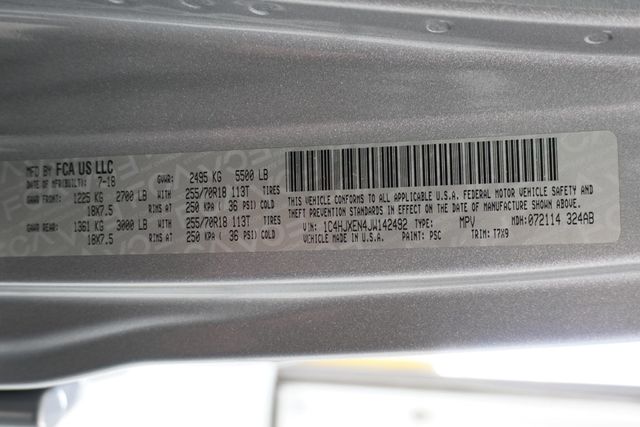 MFD BY FCA US LLC
DATE OF MFR(BUILT): 7-18 GVWR: 2495 KG 5500 LB
GAWR FRONT: 1225 KG 2700 LB WITH 255/70R18 113T TIRES
18X7.5 RIMS AT 250 KPA ( 36 PSI) COLD
GAWR REAR: 1361 KG 3000 LB WITH 255/70R18 113T TIRES
18X7.5 RIMS AT 250 KPA ( 36 PSI) COLD
THIS VEHICLE CONFORMS TO ALL APPLICABLE U.S.A. FEDERAL MOTOR VEHICLE SAFETY AND
THEFT PREVENTION STANDARDS IN EFFECT ON THE DATE OF MANUFACTURE SHOWN ABOVE.
VIN: 1C4HJXEN4JW142492 TYPE: MPV MDH: 072114 324AB
VEHICLE MADE IN U.S.A. PAINT: PSC TRIM: T7X9